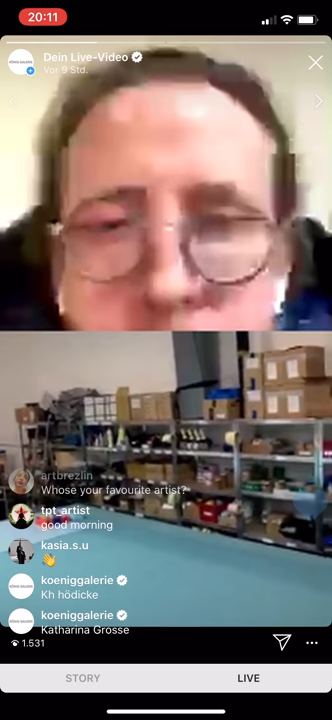 20:11
Dein Live-Video
Vor 9 Std.
artbrezlin
Whose your favourite artist?
tpt_artist
good morning
kasia.s.u
👋
koeniggalerie
Kh hödicke
koeniggalerie
Katharina Grosse
1.531
STORY
LIVE